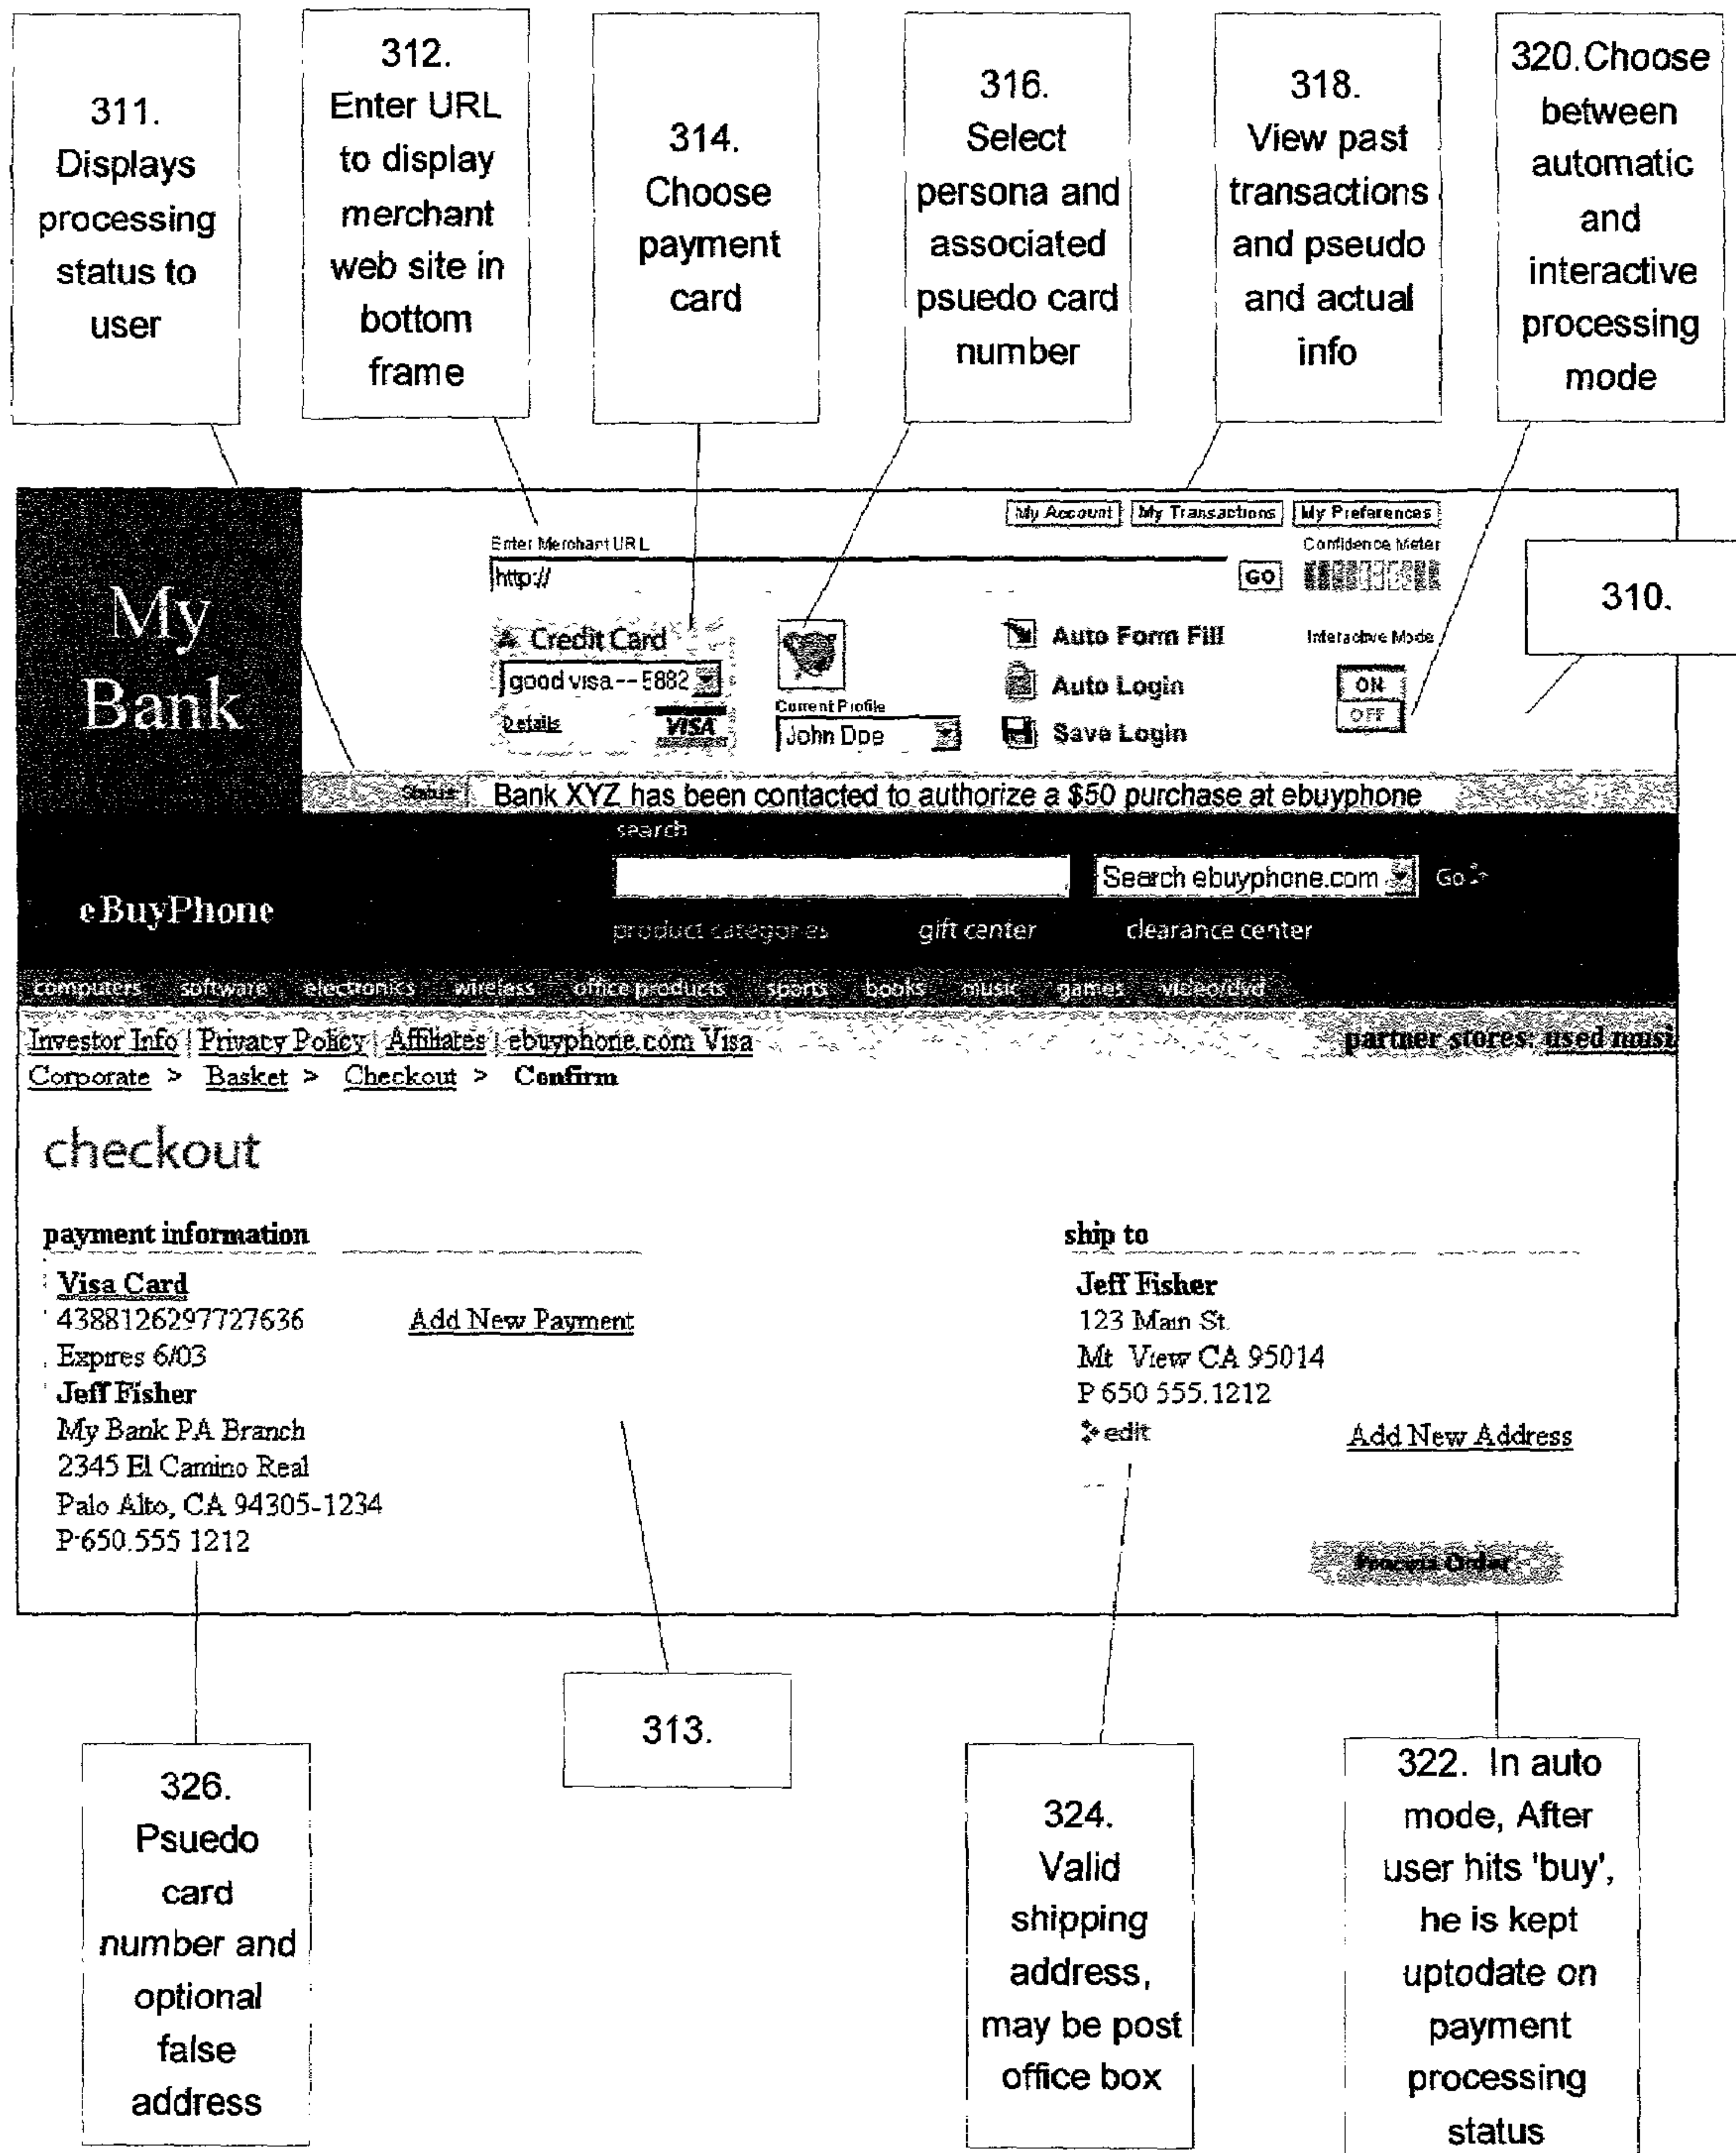 311.
Displays
processing
status to
user
312.
Enter URL
to display
merchant
web site in
bottom
frame
314.
Choose
payment
card
316.
Select
persona and
associated
psuedo card
number
318.
View past
transactions
and pseudo
and actual
info
320.Choose
between
automatic
and
interactive
processing
mode
My Account My Transactions My Preferences
Enter Merchant URL
Confidence Meter
http://
GO
310.
My
Bank
Credit Card
Auto Form Fill
Interactive Mode
good visa -- 5882
Auto Login
ON
OFF
Details
VISA
Current Profile
John Doe
Save Login
Status
Bank XYZ has been contacted to authorize a $50 purchase at ebuyphone
search
Search ebuyphone.com
Go
eBuyPhone
product categories gift center clearance center
computers software electronics wireless office products sports books music games video/dvd
Investor Info | Privacy Policy | Affiliates | ebuyphone.com Visa
partner stores: used musi
Corporate > Basket > Checkout > Confirm
checkout
payment information
Visa Card
4388126297727636
Add New Payment
Expires 6/03
Jeff Fisher
My Bank PA Branch
2345 El Camino Real
Palo Alto, CA 94305-1234
P:650.555 1212
ship to
Jeff Fisher
123 Main St.
Mt View CA 95014
P 650 555.1212
edit
Add New Address
Process Order
326.
Psuedo
card
number and
optional
false
address
313.
324.
Valid
shipping
address,
may be post
office box
322. In auto
mode, After
user hits 'buy',
he is kept
uptodate on
payment
processing
status